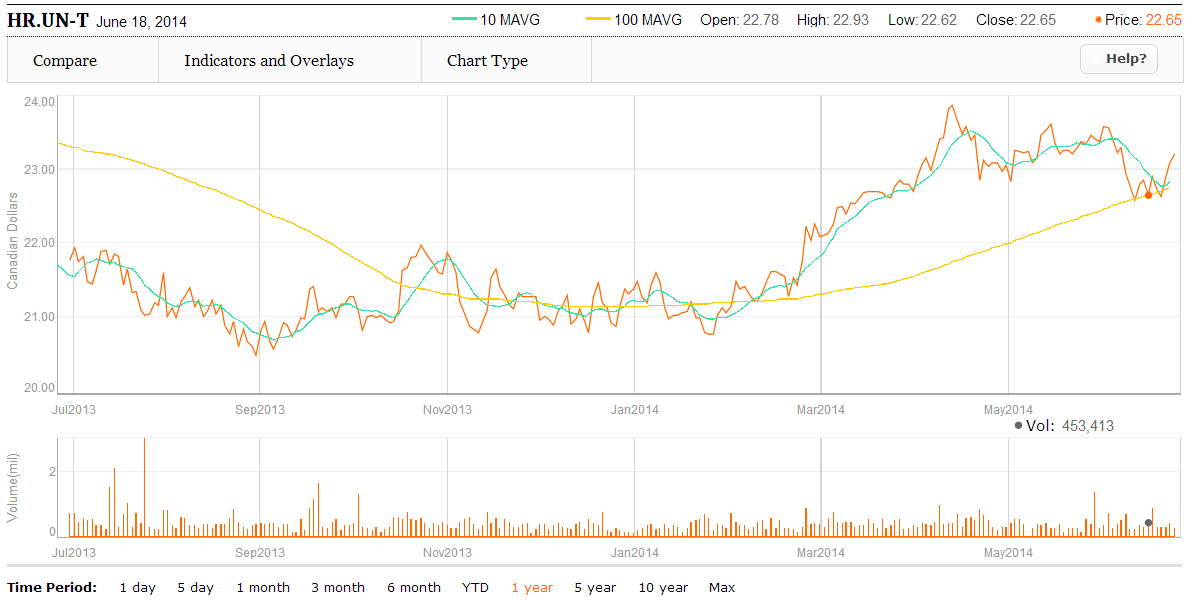 HR.UN-T June 18, 2014 10 MAVG 100 MAVG Open: 22.78 High: 22.93 Low: 22.62 Close: 22.65 Price: 22.65
Compare Indicators and Overlays Chart Type Help?
24.00
23.00
22.00
21.00
20.00
Canadian Dollars
Jul2013 Sep2013 Nov2013 Jan2014 Mar2014 May2014
Vol: 453,413
2
0
Volume(mil)
Jul2013 Sep2013 Nov2013 Jan2014 Mar2014 May2014
Time Period: 1 day 5 day 1 month 3 month 6 month YTD 1 year 5 year 10 year Max